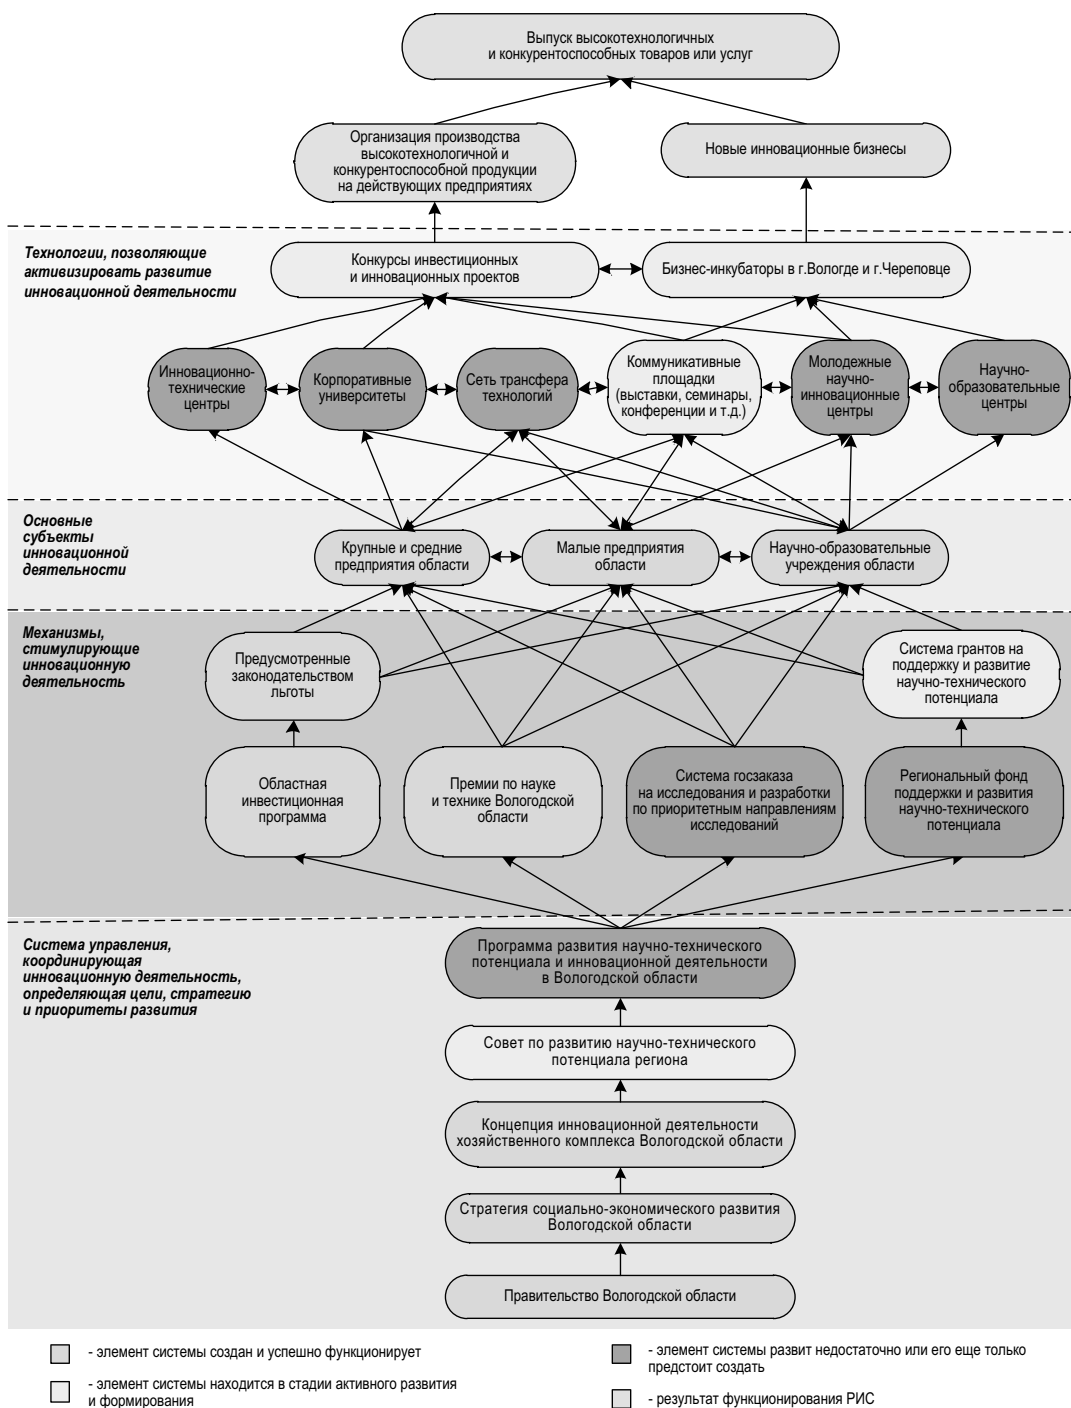 Выпуск высокотехнологичных
и конкурентоспособных товаров или услуг
Организация производства
высокотехнологичной и
конкурентоспособной продукции
на действующих предприятиях
Новые инновационные бизнесы
Технологии, позволяющие
активизировать развитие
инновационной деятельности
Конкурсы инвестиционных
и инновационных проектов
Бизнес-инкубаторы в г.Вологде и г.Череповце
Инновационно-
технические
центры
Корпоративные
университеты
Сеть трансфера
технологий
Коммуникативные
площадки
(выставки, семинары,
конференции и т.д.)
Молодежные
научно-
инновационные
центры
Научно-
образовательные
центры
Основные
субъекты
инновационной
деятельности
Крупные и средние
предприятия области
Малые предприятия
области
Научно-образовательные
учреждения области
Механизмы,
стимулирующие
инновационную
деятельность
Предусмотренные
законодательством
льготы
Система грантов на
поддержку и развитие
научно-технического
потенциала
Областная
инвестиционная
программа
Премии по науке
и технике Вологодской
области
Система госзаказа
на исследования и разработки
по приоритетным направлениям
исследований
Региональный фонд
поддержки и развития
научно-технического
потенциала
Система управления,
координирующая
инновационную деятельность,
определяющая цели, стратегию
и приоритеты развития
Программа развития научно-технического
потенциала и инновационной деятельности
в Вологодской области
Совет по развитию научно-технического
потенциала региона
Концепция инновационной деятельности
хозяйственного комплекса Вологодской области
Стратегия социально-экономического развития
Вологодской области
Правительство Вологодской области
- элемент системы создан и успешно функционирует
- элемент системы находится в стадии активного развития
и формирования
- элемент системы развит недостаточно или его еще только
предстоит создать
- результат функционирования РИС